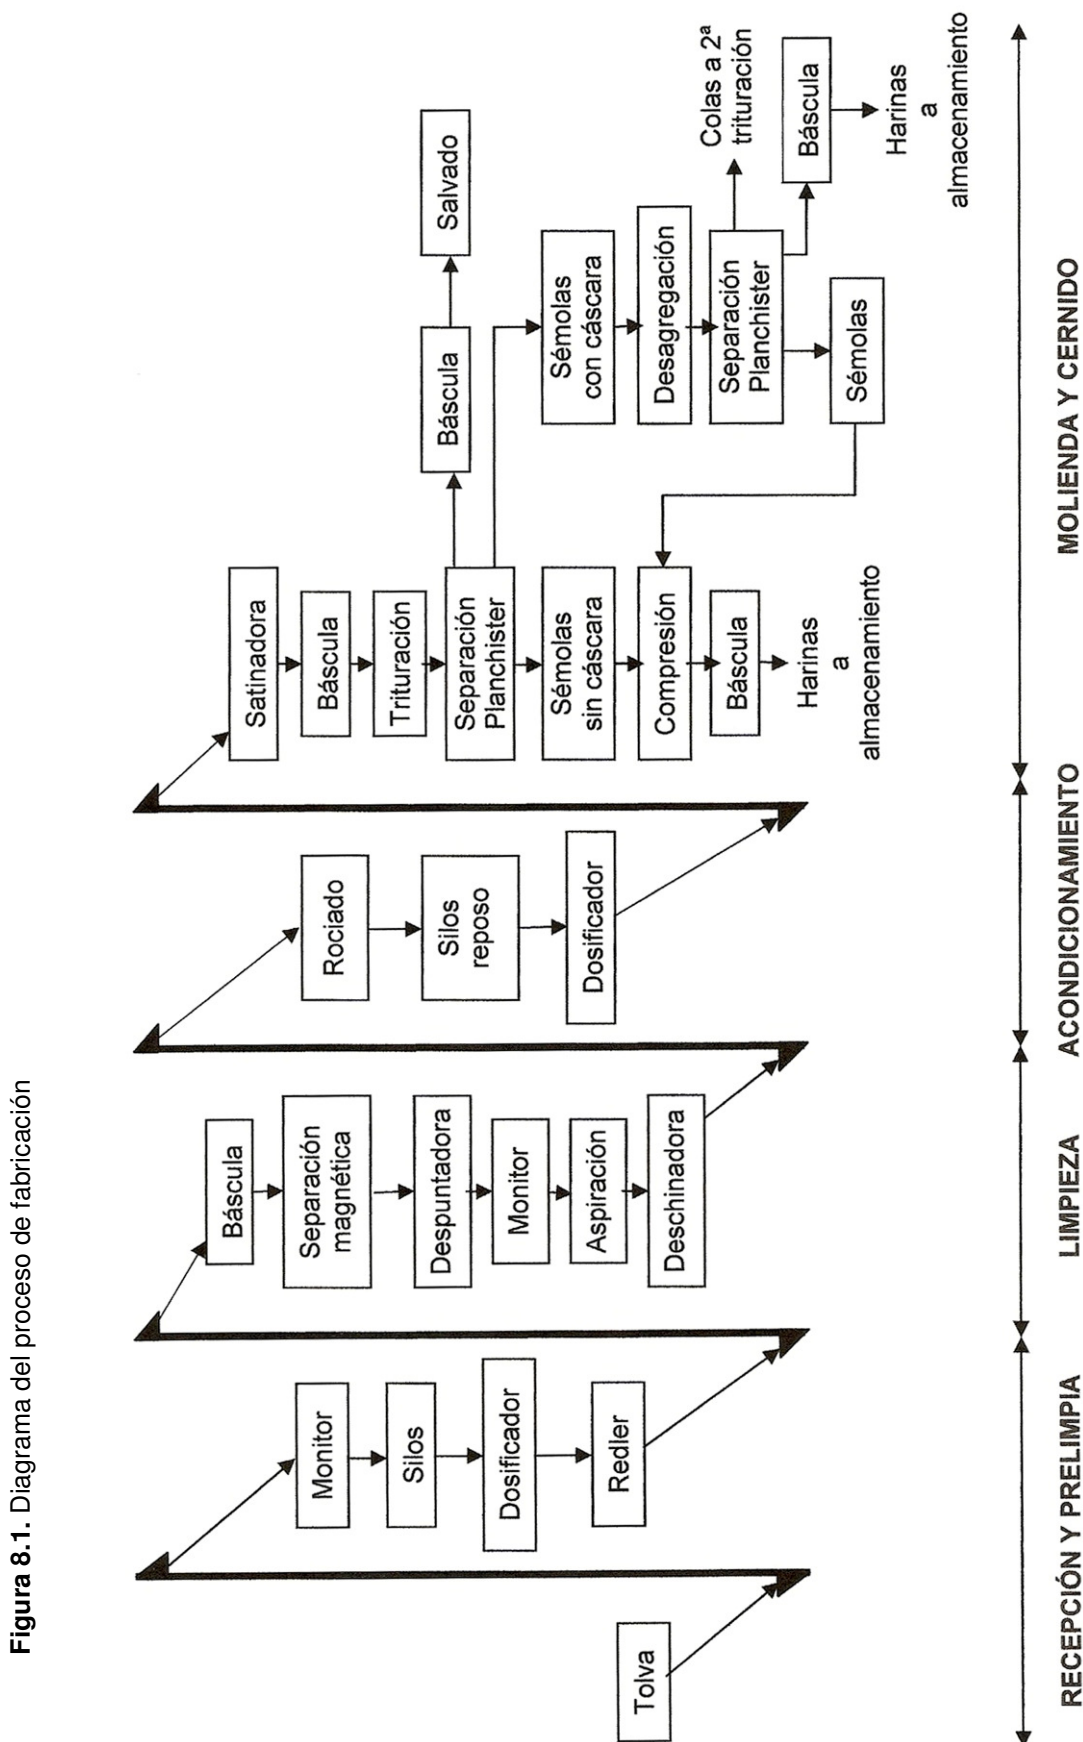 Figura 8.1. Diagrama del proceso de fabricación
Tolva
Monitor
Silos
Dosificador
Redler
Báscula
Separación
magnética
Despuntadora
Monitor
Aspiración
Deschinadora
Rociado
Silos
reposo
Dosificador
Satinadora
Báscula
Trituración
Separación
Planchister
Sémolas
sin cáscara
Compresión
Báscula
Harinas
a
almacenamiento
Báscula
Salvado
Sémolas
con cáscara
Desagregación
Separación
Planchister
Sémolas
Colas a 2ª
trituración
Báscula
Harinas
a
almacenamiento
RECEPCIÓN Y PRELIMPIA
LIMPIEZA
ACONDICIONAMIENTO
MOLIENDA Y CERNIDO